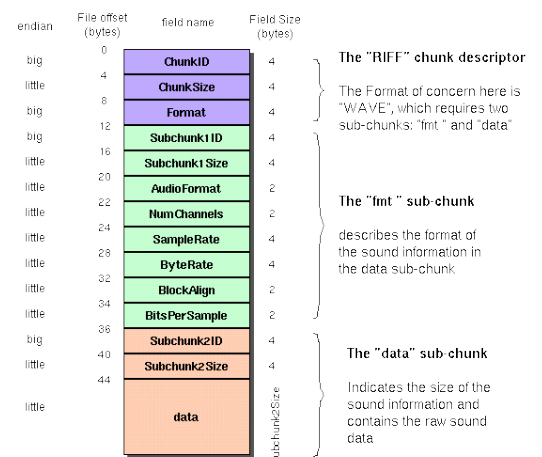 endian
File offset
(bytes)
field name
Field Size
(bytes)
0
big
ChunkID
4
4
little
ChunkSize
4
8
big
Format
4
12
big
Subchunk1ID
4
16
little
Subchunk1Size
4
20
little
AudioFormat
2
22
little
NumChannels
2
24
little
SampleRate
4
28
little
ByteRate
4
32
little
BlockAlign
2
34
little
BitsPerSample
2
36
big
Subchunk2ID
4
40
little
Subchunk2Size
4
44
little
data
ubchunk2Size
The "RIFF" chunk descriptor
The Format of concern here is
"WAVE", which requires two
sub-chunks: "fmt " and "data"
The "fmt " sub-chunk
describes the format of
the sound information in
the data sub-chunk
The "data" sub-chunk
Indicates the size of the
sound information and
contains the raw sound
data